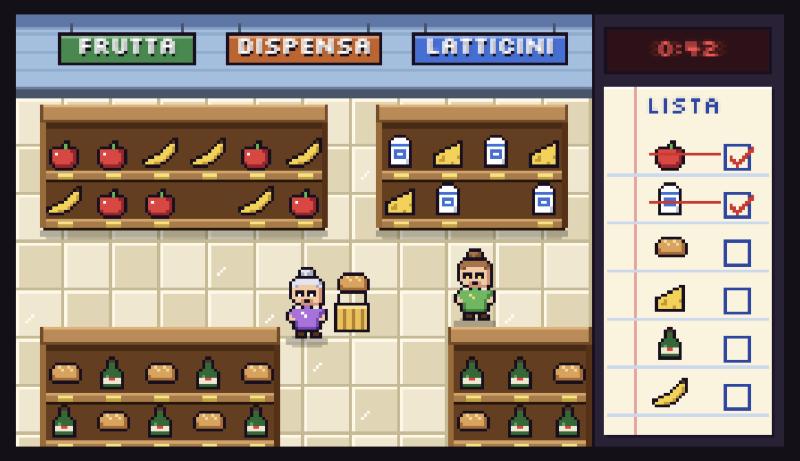 FRUTTA
DISPENSA
LATTICINI
0:42
LISTA